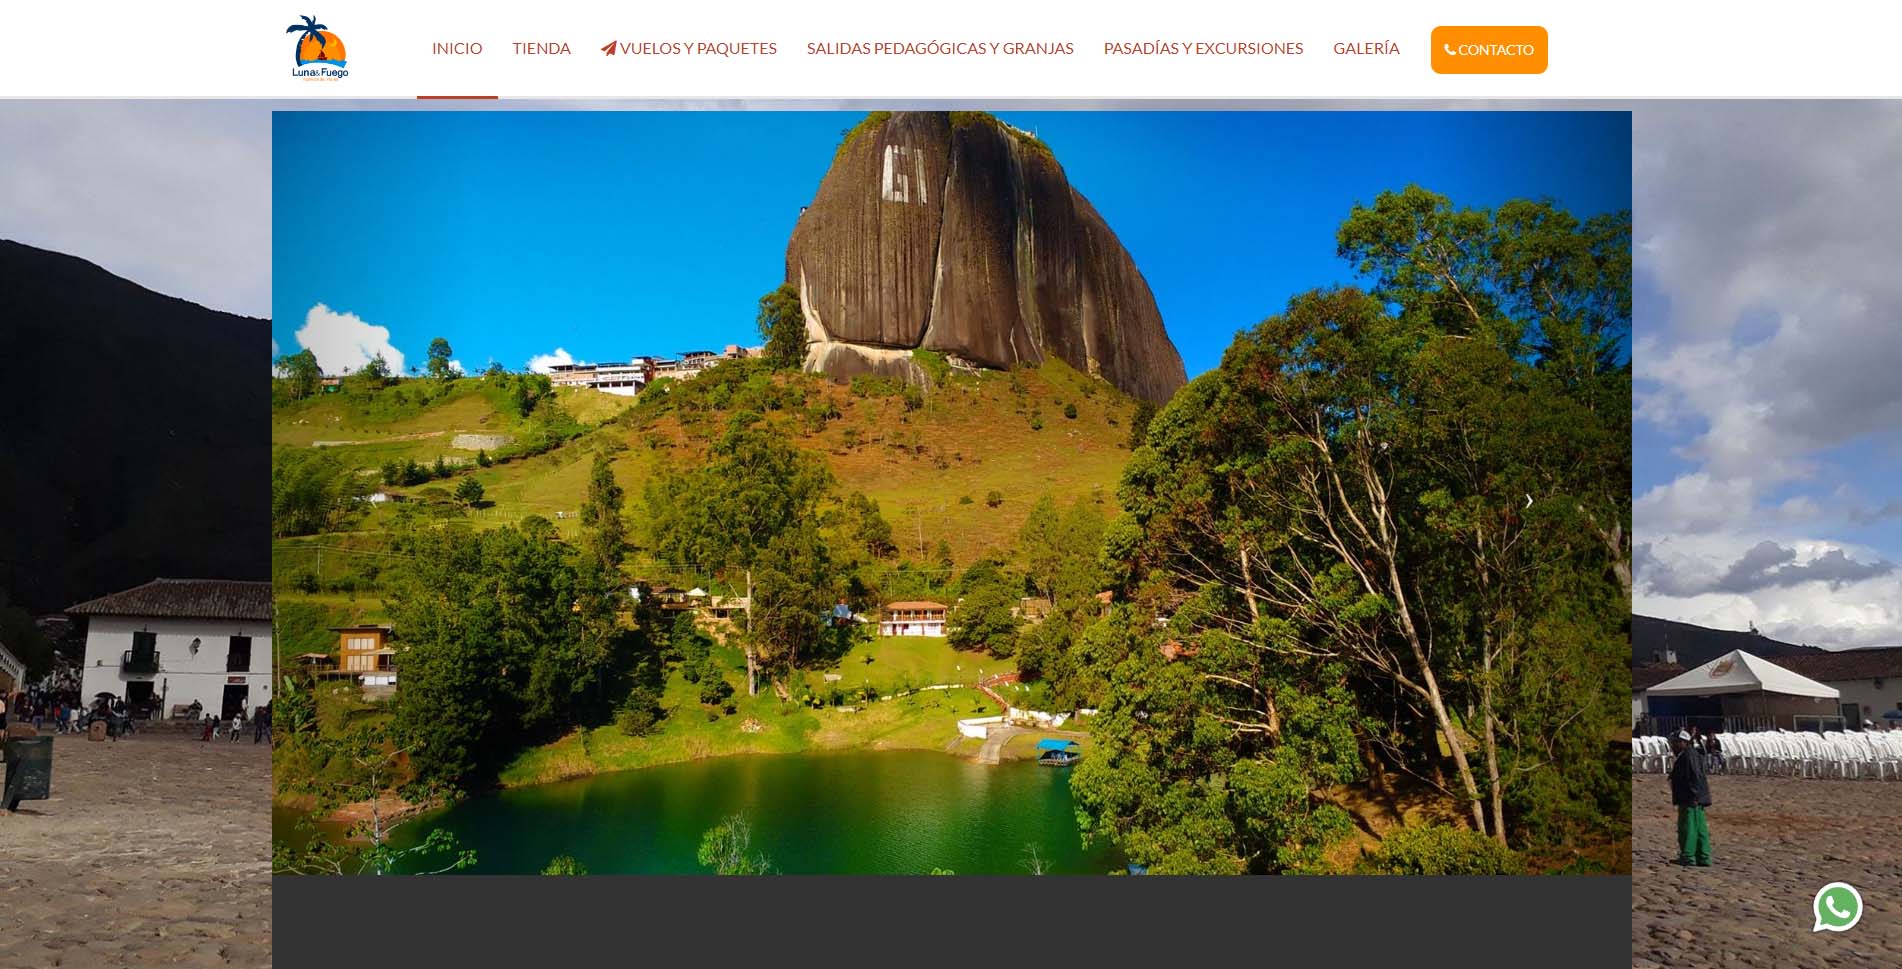 Luna&Fuego
INICIO
TIENDA
VUELOS Y PAQUETES
SALIDAS PEDAGÓGICAS Y GRANJAS
PASADÍAS Y EXCURSIONES
GALERÍA
CONTACTO
GI